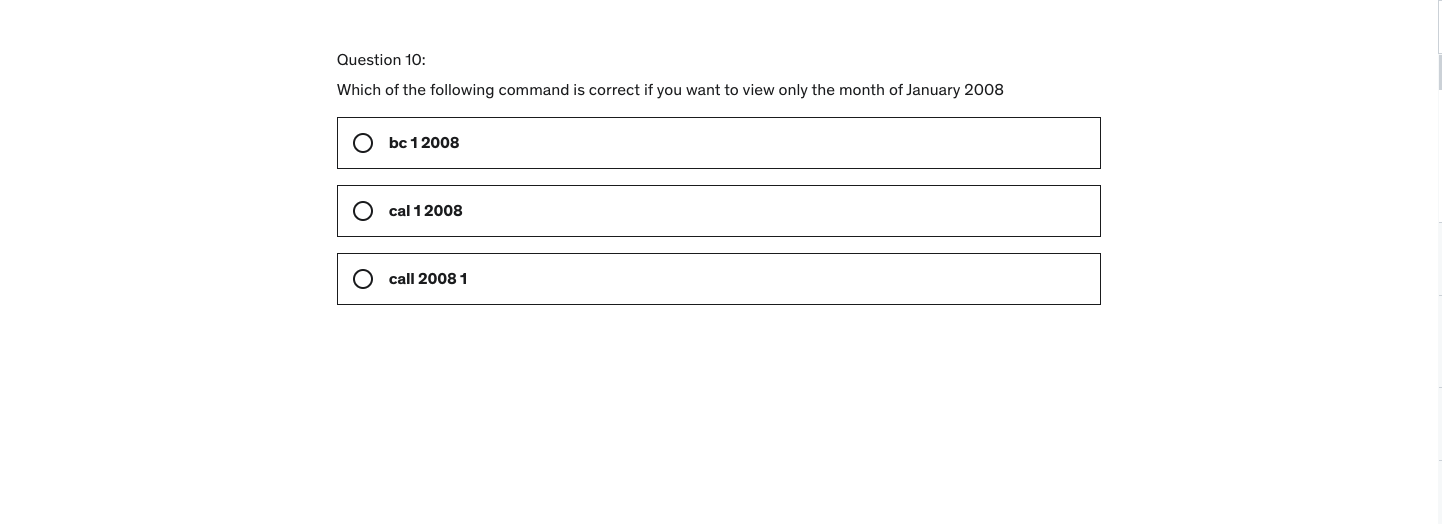 Question 10:
Which of the following command is correct if you want to view only the month of January 2008
bc 1 2008
cal 1 2008
call 2008 1